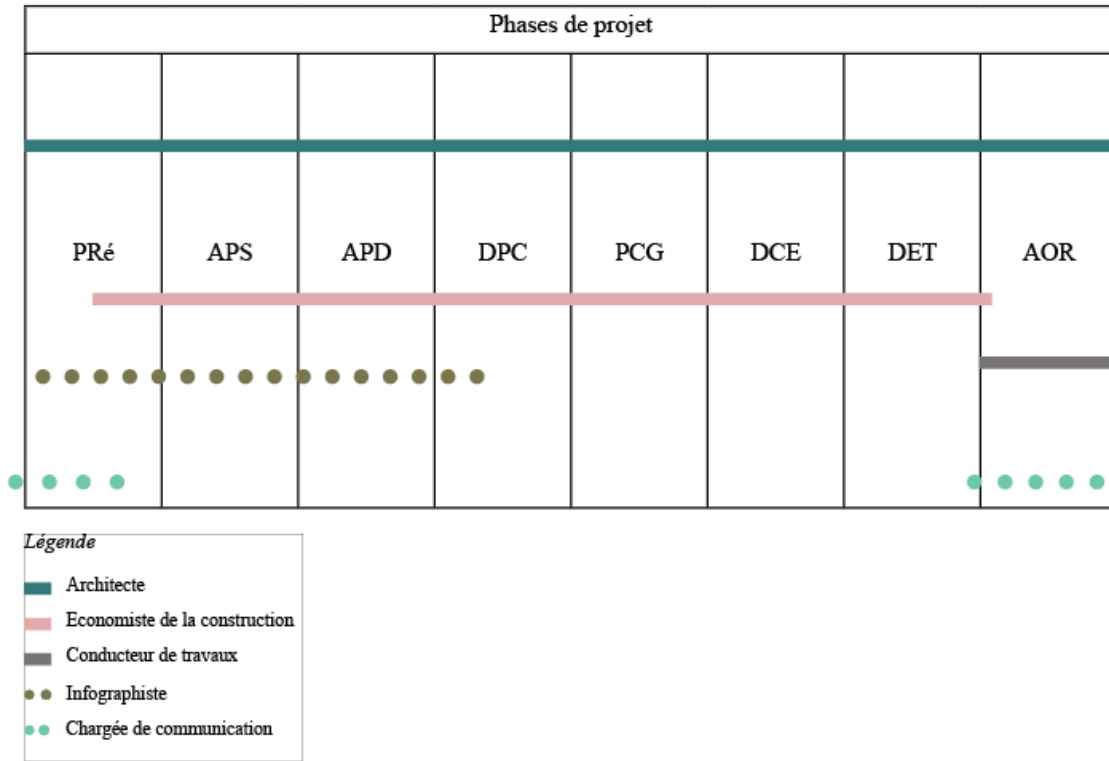 Phases de projet
PRé APS APD DPC PCG DCE DET AOR
Légende
Architecte
Economiste de la construction
Conducteur de travaux
Infographiste
Chargée de communication